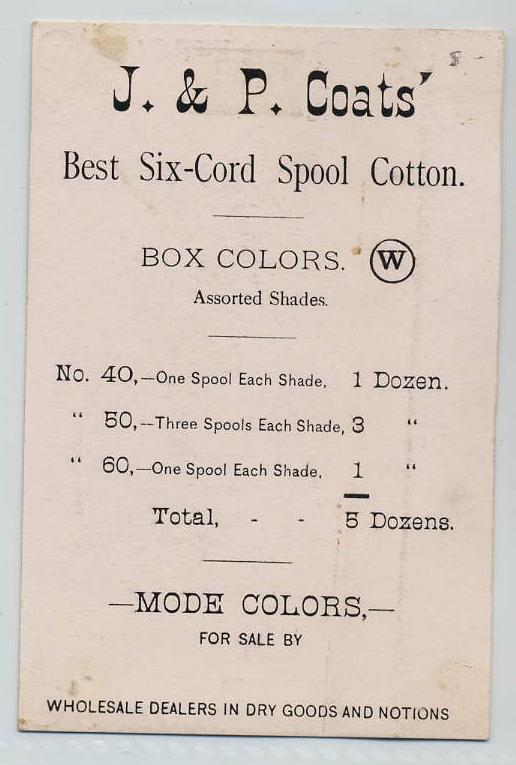 J. & P. Coats'
Best Six-Cord Spool Cotton.
BOX COLORS. W
Assorted Shades.
No. 40,—One Spool Each Shade, 1 Dozen.
" 50,—Three Spools Each Shade, 3 "
" 60,—One Spool Each Shade, 1 "
Total, - - 5 Dozens.
—MODE COLORS,—
FOR SALE BY
WHOLESALE DEALERS IN DRY GOODS AND NOTIONS